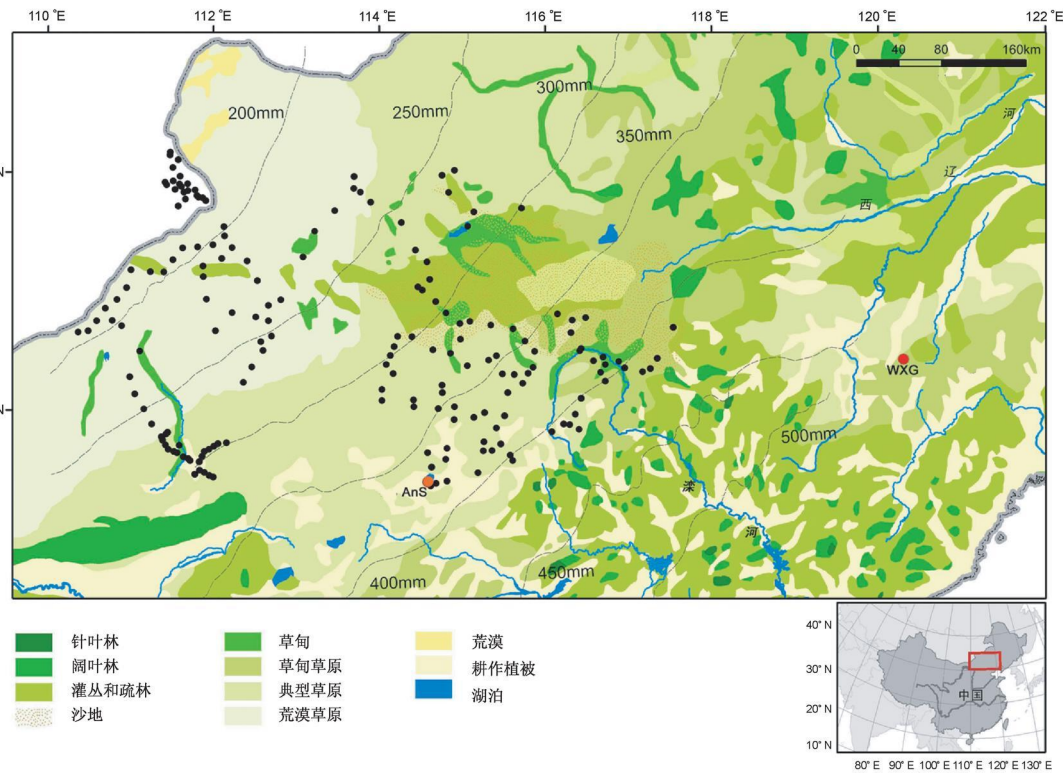 110 °E 112 °E 114 °E 116 °E 118 °E 120 °E 122 °E
0 40 80 160km
300mm
200mm
250mm
350mm
河
辽
西
N
WXG
N
500mm
AnS
滦
河
400mm
450mm
针叶林
阔叶林
灌丛和疏林
沙地
草甸
草甸草原
典型草原
荒漠草原
荒漠
耕作植被
湖泊
40° N
30° N
20° N
10° N
中国
80° E 90° E 100° E 110° E 120° E 130° E